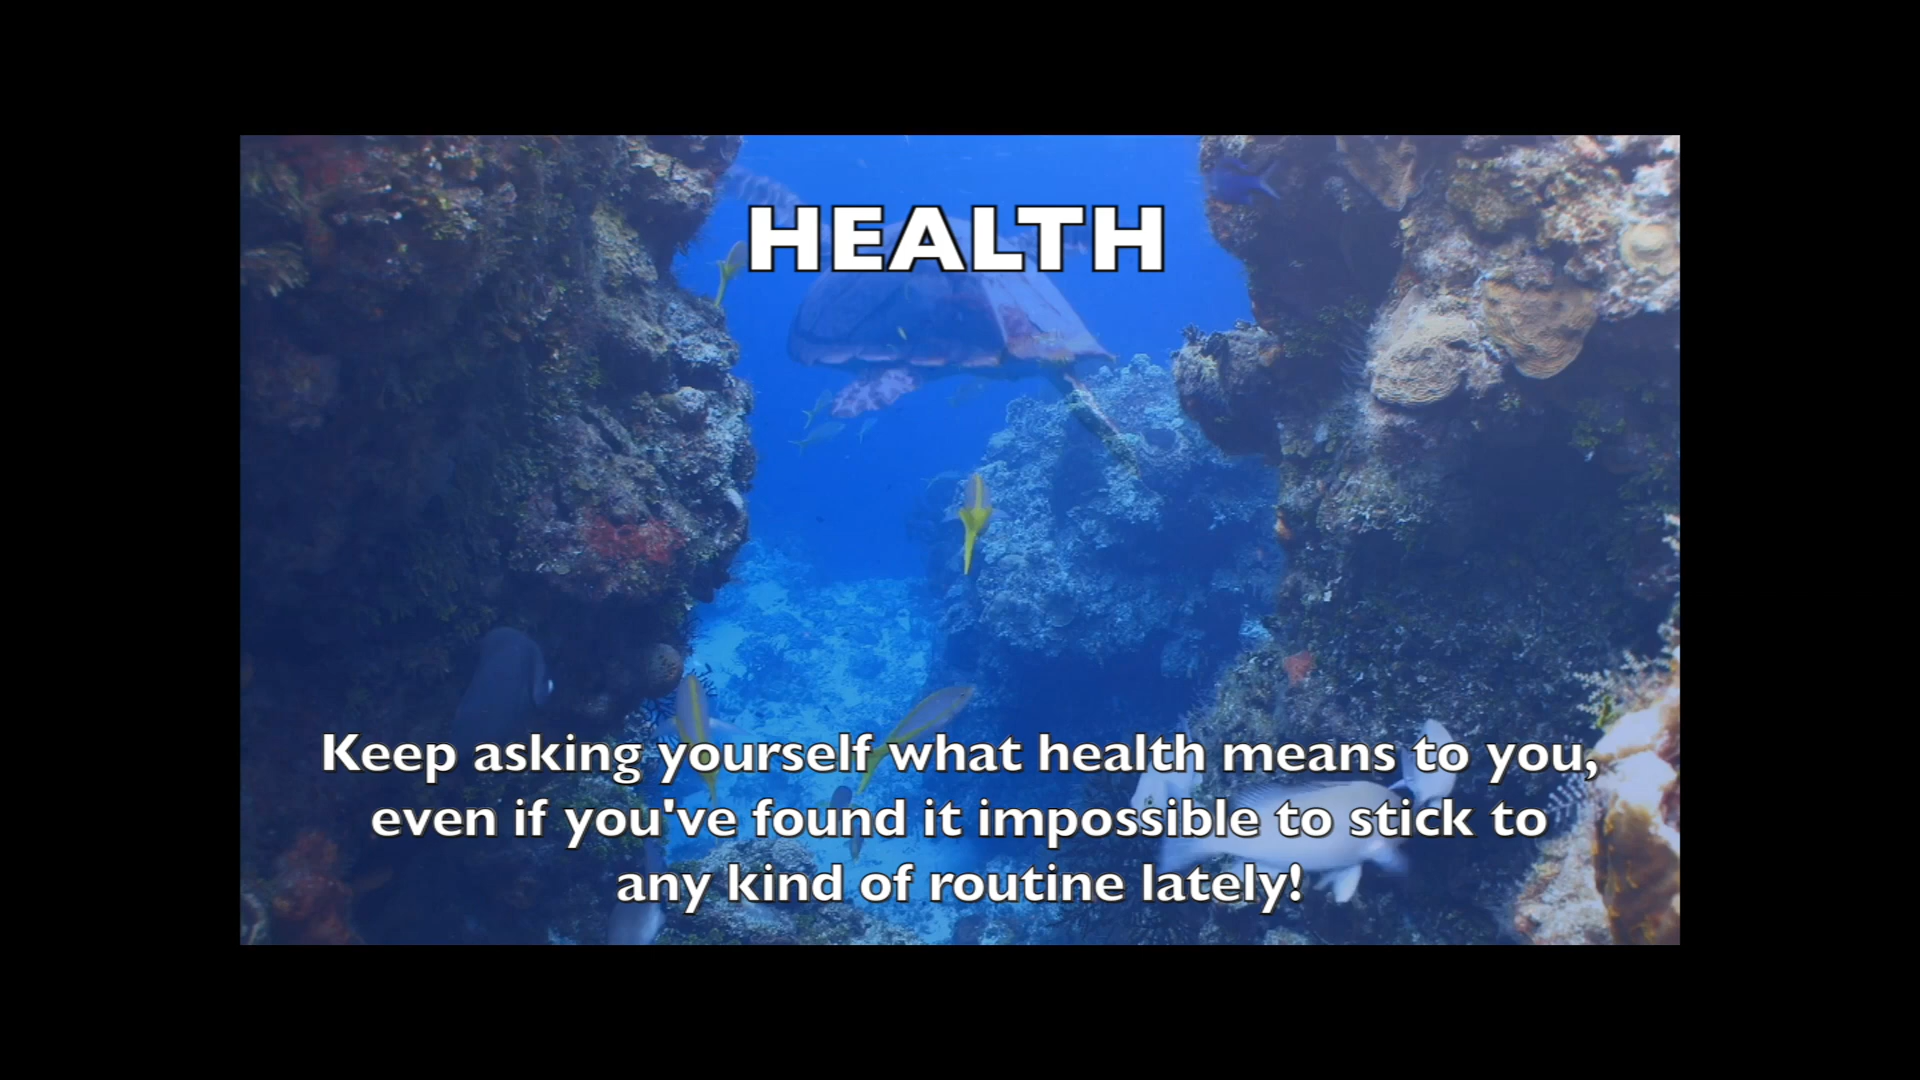 HEALTH
Keep asking yourself what health means to you,
even if you've found it impossible to stick to
any kind of routine lately!